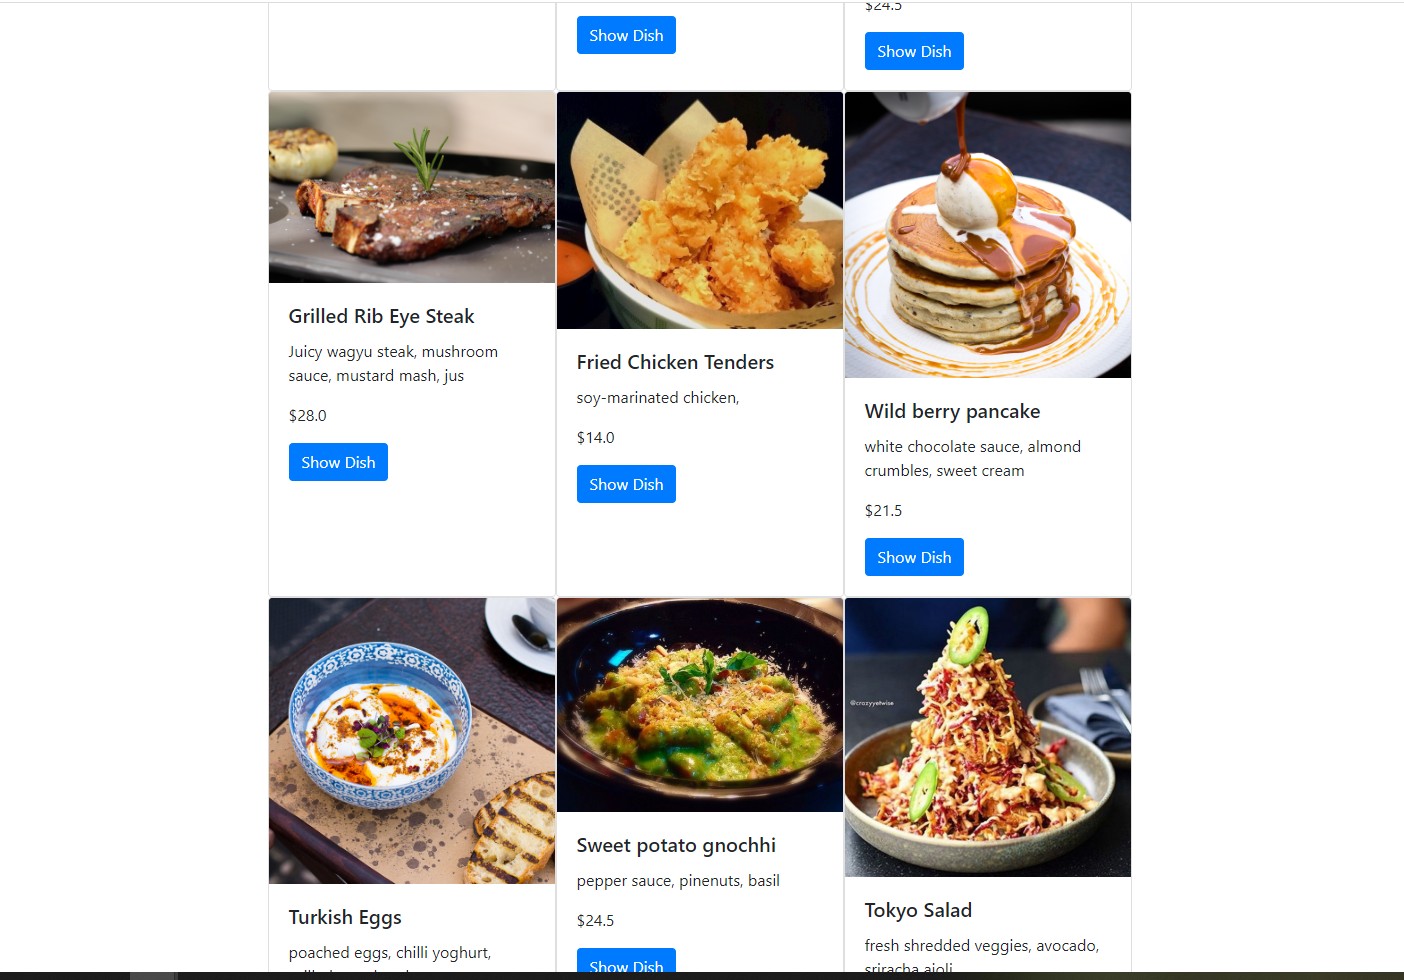 $24.5
Show Dish
Show Dish
Grilled Rib Eye Steak
Juicy wagyu steak, mushroom
sauce, mustard mash, jus
$28.0
Show Dish
Fried Chicken Tenders
soy-marinated chicken,
$14.0
Show Dish
Wild berry pancake
white chocolate sauce, almond
crumbles, sweet cream
$21.5
Show Dish
Turkish Eggs
poached eggs, chilli yoghurt,
Sweet potato gnochhi
pepper sauce, pinenuts, basil
$24.5
Show Dish
@crazyyetwise
Tokyo Salad
fresh shredded veggies, avocado,
sriracha aioli